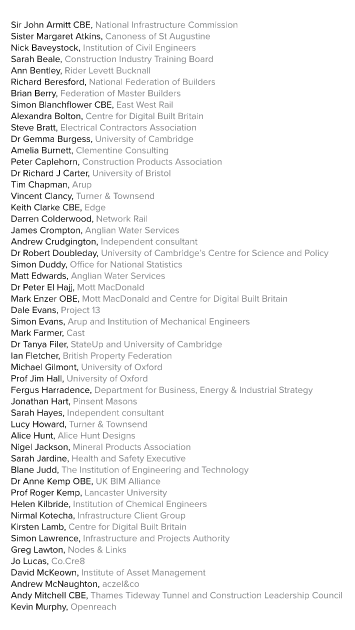 Sir John Armitt CBE, National Infrastructure Commission
Sister Margaret Atkins, Canoness of St Augustine
Nick Baveystock, Institution of Civil Engineers
Sarah Beale, Construction Industry Training Board
Ann Bentley, Rider Levett Bucknall
Richard Beresford, National Federation of Builders
Brian Berry, Federation of Master Builders
Simon Blanchflower CBE, East West Rail
Alexandra Bolton, Centre for Digital Built Britain
Steve Bratt, Electrical Contractors Association
Dr Gemma Burgess, University of Cambridge
Amelia Burnett, Clementine Consulting
Peter Caplehorn, Construction Products Association
Dr Richard J Carter, University of Bristol
Tim Chapman, Arup
Vincent Clancy, Turner & Townsend
Keith Clarke CBE, Edge
Darren Colderwood, Network Rail
James Crompton, Anglian Water Services
Andrew Crudgington, Independent consultant
Dr Robert Doubleday, University of Cambridge's Centre for Science and Policy
Simon Duddy, Office for National Statistics
Matt Edwards, Anglian Water Services
Dr Peter El Hajj, Mott MacDonald
Mark Enzer OBE, Mott MacDonald and Centre for Digital Built Britain
Dale Evans, Project 13
Simon Evans, Arup and Institution of Mechanical Engineers
Mark Farmer, Cast
Dr Tanya Filer, StateUp and University of Cambridge
Ian Fletcher, British Property Federation
Michael Gilmont, University of Oxford
Prof Jim Hall, University of Oxford
Fergus Harradence, Department for Business, Energy & Industrial Strategy
Jonathan Hart, Pinsent Masons
Sarah Hayes, Independent consultant
Lucy Howard, Turner & Townsend
Alice Hunt, Alice Hunt Designs
Nigel Jackson, Mineral Products Association
Sarah Jardine, Health and Safety Executive
Blane Judd, The Institution of Engineering and Technology
Dr Anne Kemp OBE, UK BIM Alliance
Prof Roger Kemp, Lancaster University
Helen Kilbride, Institution of Chemical Engineers
Nirmal Kotecha, Infrastructure Client Group
Kirsten Lamb, Centre for Digital Built Britain
Simon Lawrence, Infrastructure and Projects Authority
Greg Lawton, Nodes & Links
Jo Lucas, Co.Cre8
David McKeown, Institute of Asset Management
Andrew McNaughton, aczel&co
Andy Mitchell CBE, Thames Tideway Tunnel and Construction Leadership Council
Kevin Murphy, Openreach